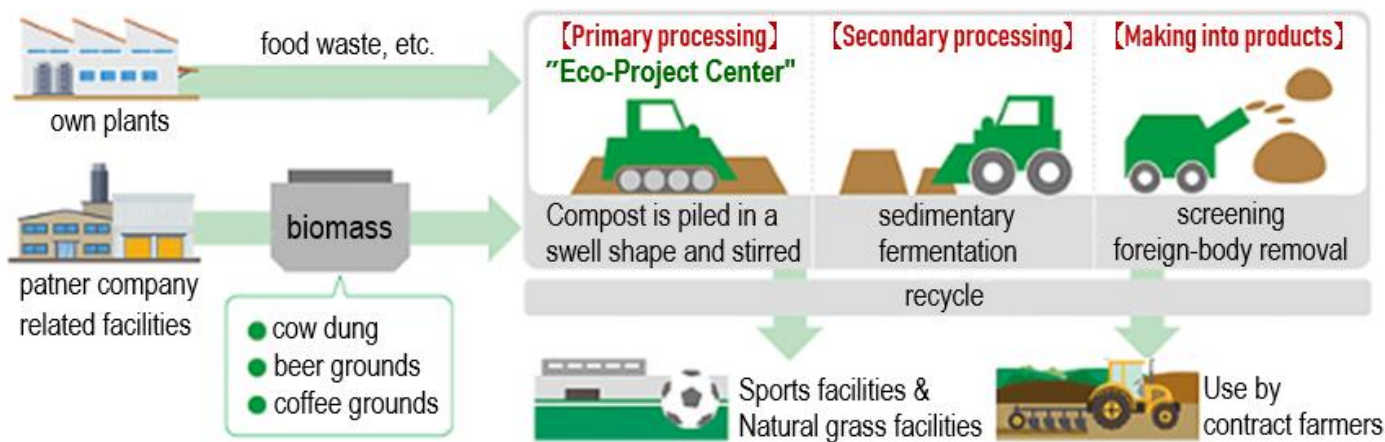 food waste, etc.
own plants
patner company
related facilities
biomass
cow dung
beer grounds
coffee grounds
【Primary processing】
"Eco-Project Center"
Compost is piled in a
swell shape and stirred
【Secondary processing】
sedimentary
fermentation
【Making into products】
screening
foreign-body removal
recycle
Sports facilities &
Natural grass facilities
Use by
contract farmers